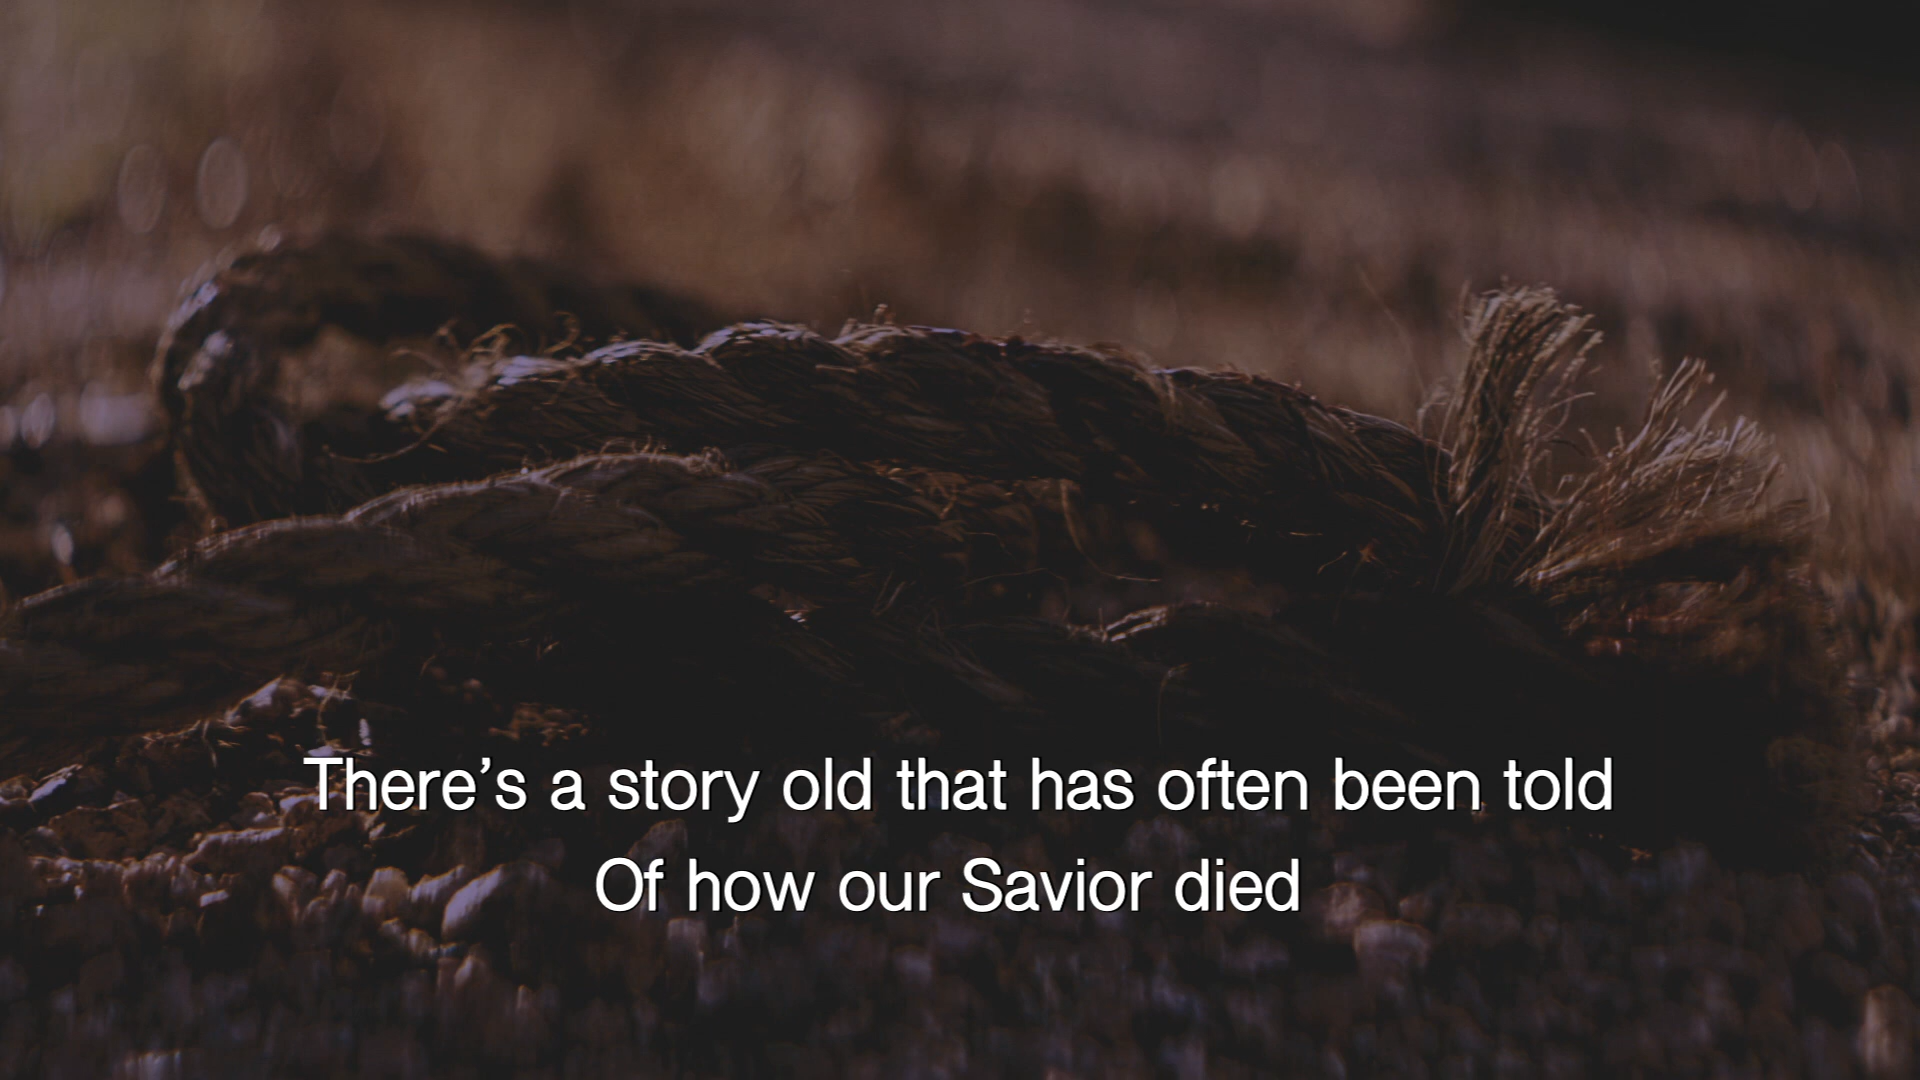 There’s a story old that has often been told
Of how our Savior died